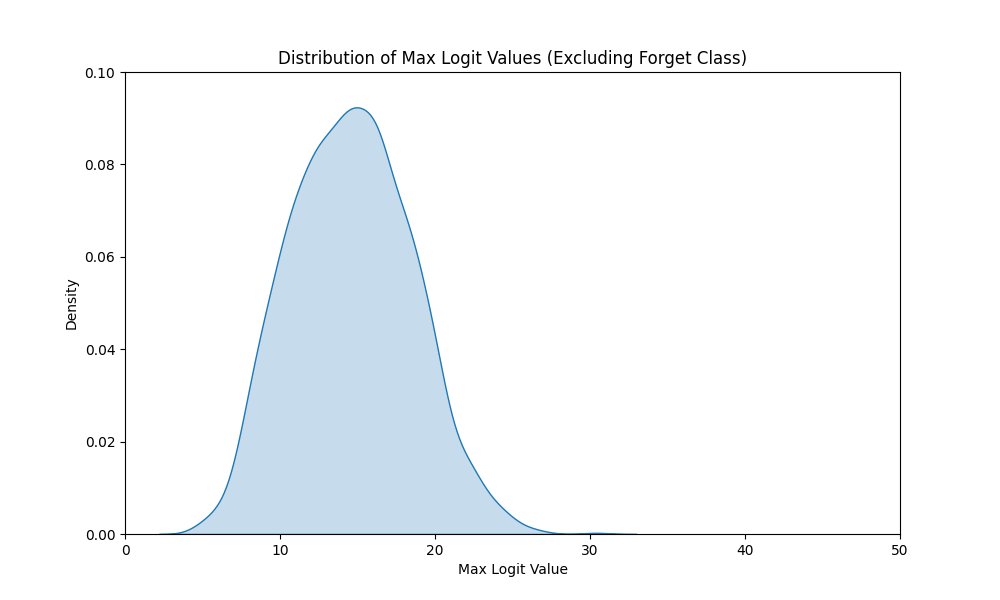 Distribution of Max Logit Values (Excluding Forget Class)
0.10
0.08
0.06
0.04
0.02
0.00
Density
0 10 20 30 40 50
Max Logit Value